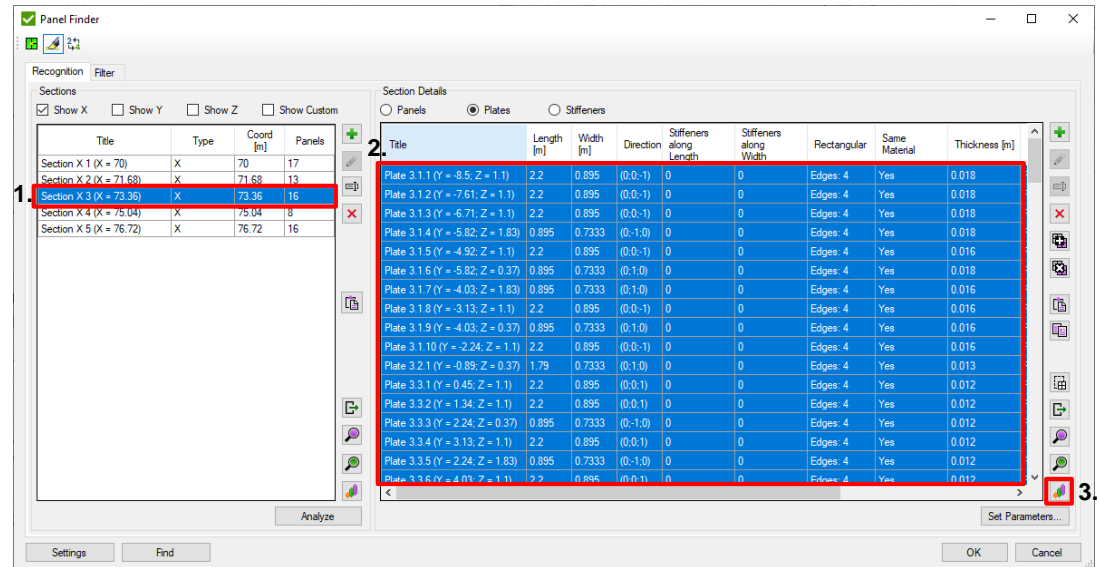 Panel Finder
Recognition Filter
Sections
Show X Show Y Show Z Show Custom
Title Type Coord [m] Panels
Section X 1 (X = 70) X 70 17
Section X 2 (X = 71.68) X 71.68 13
1. Section X 3 (X = 73.36) X 73.36 16
Section X 4 (X = 75.04) X 75.04 8
Section X 5 (X = 76.72) X 76.72 16
Analyze
Section Details
Panels Plates Stiffeners
2.
Title Length [m] Width [m] Direction Stiffeners along Length Stiffeners along Width Rectangular Same Material Thickness [m]
Plate 3.1.1 (Y = -8.5; Z = 1.1) 2.2 0.895 (0;0;-1) 0 0 Edges: 4 Yes 0.018
Plate 3.1.2 (Y = -7.61; Z = 1.1) 2.2 0.895 (0;0;-1) 0 0 Edges: 4 Yes 0.018
Plate 3.1.3 (Y = -6.71; Z = 1.1) 2.2 0.895 (0;0;-1) 0 0 Edges: 4 Yes 0.018
Plate 3.1.4 (Y = -5.82; Z = 1.83) 0.895 0.7333 (0;-1;0) 0 0 Edges: 4 Yes 0.018
Plate 3.1.5 (Y = -4.92; Z = 1.1) 2.2 0.895 (0;0;-1) 0 0 Edges: 4 Yes 0.016
Plate 3.1.6 (Y = -5.82; Z = 0.37) 0.895 0.7333 (0;1;0) 0 0 Edges: 4 Yes 0.018
Plate 3.1.7 (Y = -4.03; Z = 1.83) 0.895 0.7333 (0;1;0) 0 0 Edges: 4 Yes 0.016
Plate 3.1.8 (Y = -3.13; Z = 1.1) 2.2 0.895 (0;0;-1) 0 0 Edges: 4 Yes 0.016
Plate 3.1.9 (Y = -4.03; Z = 0.37) 0.895 0.7333 (0;1;0) 0 0 Edges: 4 Yes 0.016
Plate 3.1.10 (Y = -2.24; Z = 1.1) 2.2 0.895 (0;0;-1) 0 0 Edges: 4 Yes 0.016
Plate 3.2.1 (Y = -0.89; Z = 0.37) 1.79 0.7333 (0;1;0) 0 0 Edges: 4 Yes 0.013
Plate 3.3.1 (Y = 0.45; Z = 1.1) 2.2 0.895 (0;0;1) 0 0 Edges: 4 Yes 0.012
Plate 3.3.2 (Y = 1.34; Z = 1.1) 2.2 0.895 (0;0;1) 0 0 Edges: 4 Yes 0.012
Plate 3.3.3 (Y = 2.24; Z = 0.37) 0.895 0.7333 (0;-1;0) 0 0 Edges: 4 Yes 0.012
Plate 3.3.4 (Y = 3.13; Z = 1.1) 2.2 0.895 (0;0;1) 0 0 Edges: 4 Yes 0.012
Plate 3.3.5 (Y = 2.24; Z = 1.83) 0.895 0.7333 (0;-1;0) 0 0 Edges: 4 Yes 0.012
Plate 3.3.6 (Y = 4.03; Z = 1.1) 2.2 0.895 (0;0;1) 0 0 Edges: 4 Yes 0.012
3.
Set Parameters...
Settings Find OK Cancel